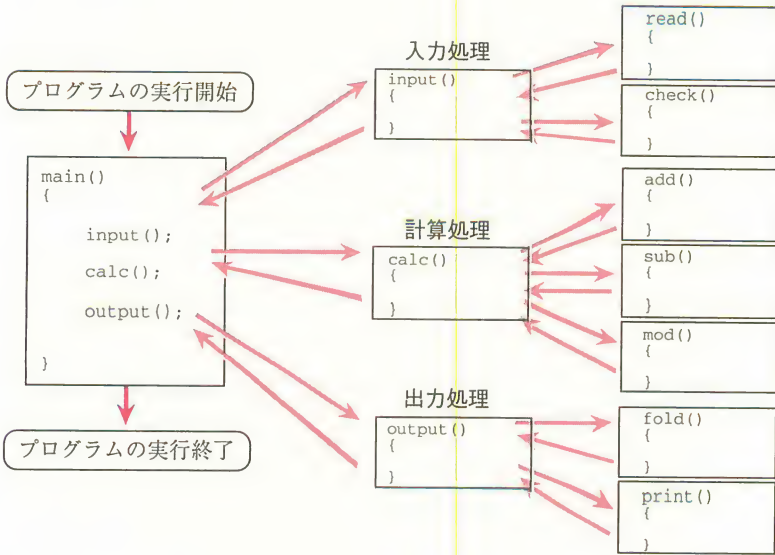 プログラムの実行開始
main()
{
input();
calc();
output();
}
プログラムの実行終了
入力処理
input()
{
}
計算処理
calc()
{
}
出力処理
output()
{
}
read()
{
}
check()
{
}
add()
{
}
sub()
{
}
mod()
{
}
fold()
{
}
print()
{
}